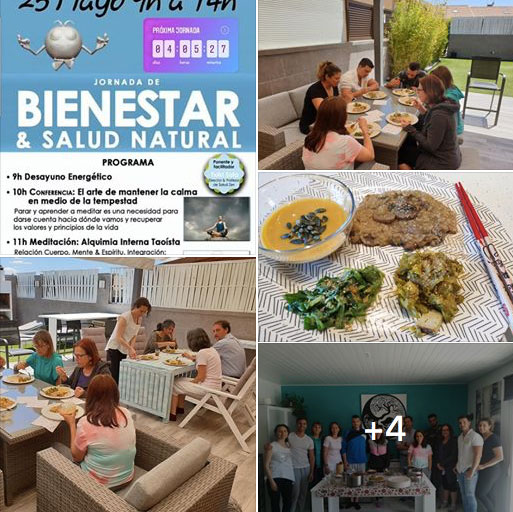 25 Mayo 9h a 14h
PRÓXIMA JORNADA
04 05 27
días horas minutos
JORNADA DE
BIENESTAR
& SALUD NATURAL
PROGRAMA
• 9h Desayuno Energético
Ponente y
facilitador
• 10h CONFERENCIA: El arte de mantener la calma
en medio de la tempestad
Parar y aprender a meditar es una necesidad para
darse cuenta hacia dónde vamos y recuperar
los valores y principios de la vida
• 11h Meditación: Alquimia Interna Taoísta
Relación Cuerpo, Mente & Espíritu. Integración:
+4